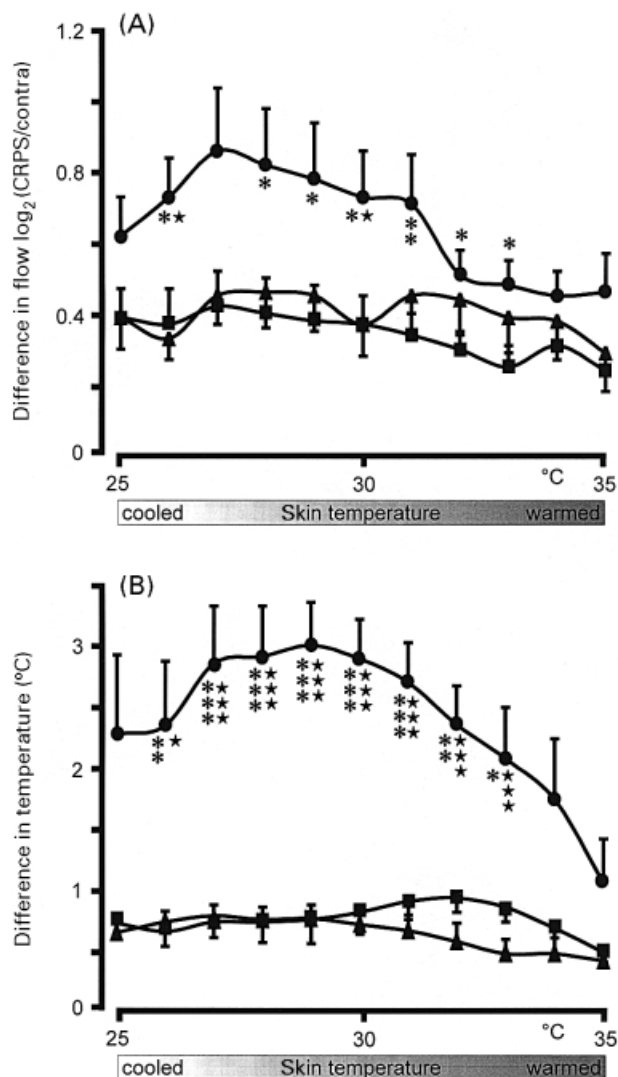 (A)
Difference in flow log₂ (CRPS/contra)
1.2
0.8
0.4
0
** ★
*
*
** ★
**
*
*
25 30 °C 35
cooled Skin temperature warmed
(B)
Difference in temperature (ºC)
3
2
1
0
** ★
*** ★★★
*** ★★★
*** ★★★
*** ★★★
*** ★★★
** ★★★
* ★★★
25 30 °C 35
cooled Skin temperature warmed